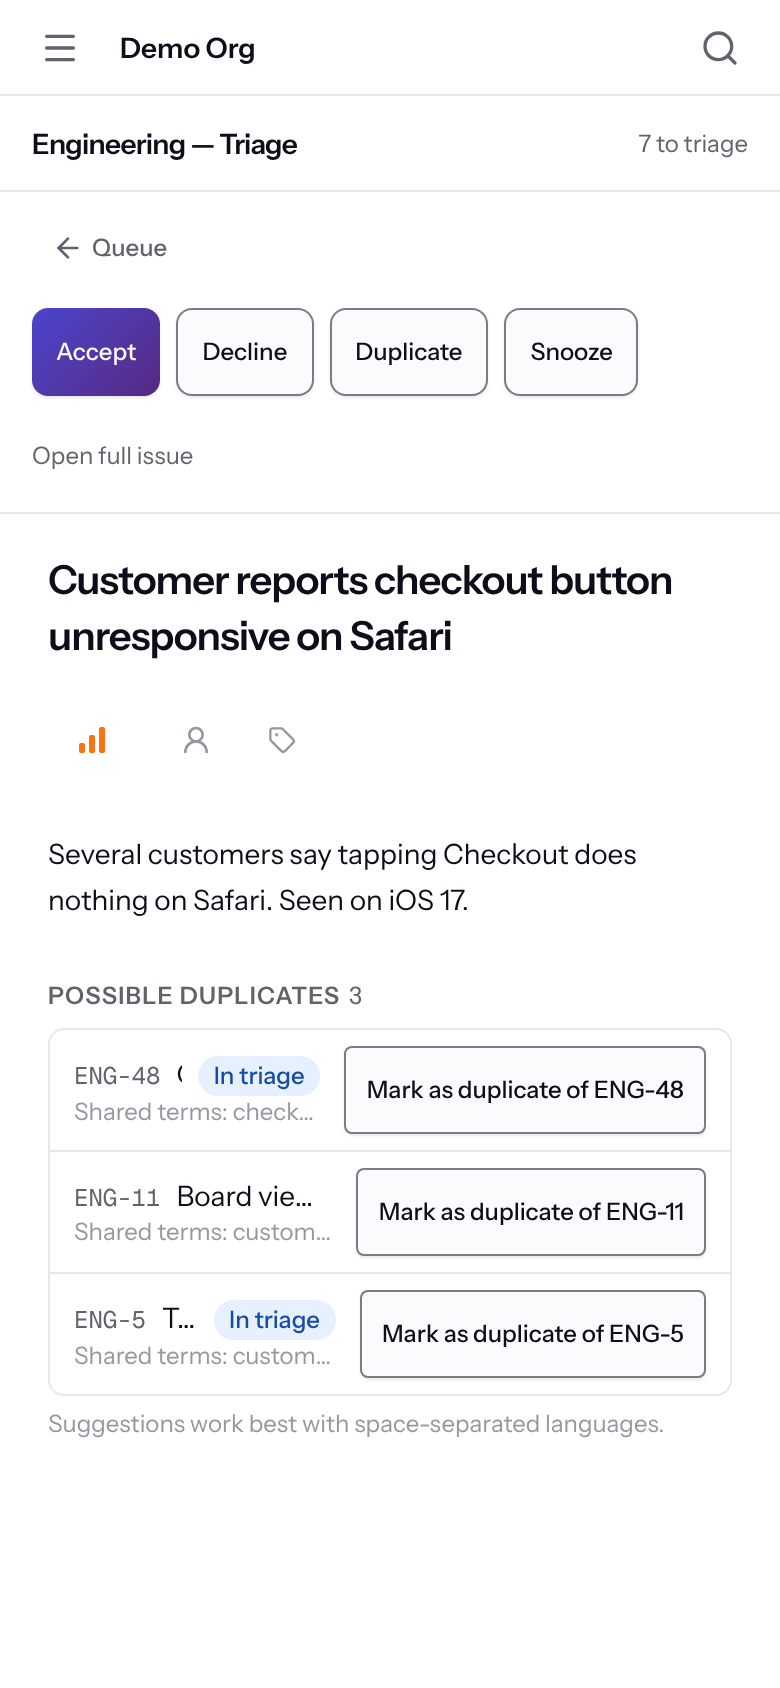 Demo Org
Engineering — Triage
7 to triage
Queue
Accept
Decline
Duplicate
Snooze
Open full issue
Customer reports checkout button
unresponsive on Safari
Several customers say tapping Checkout does
nothing on Safari. Seen on iOS 17.
POSSIBLE DUPLICATES 3
ENG-48 In triage
Shared terms: check...
Mark as duplicate of ENG-48
ENG-11 Board vie...
Shared terms: custom...
Mark as duplicate of ENG-11
ENG-5 T... In triage
Shared terms: custom...
Mark as duplicate of ENG-5
Suggestions work best with space-separated languages.